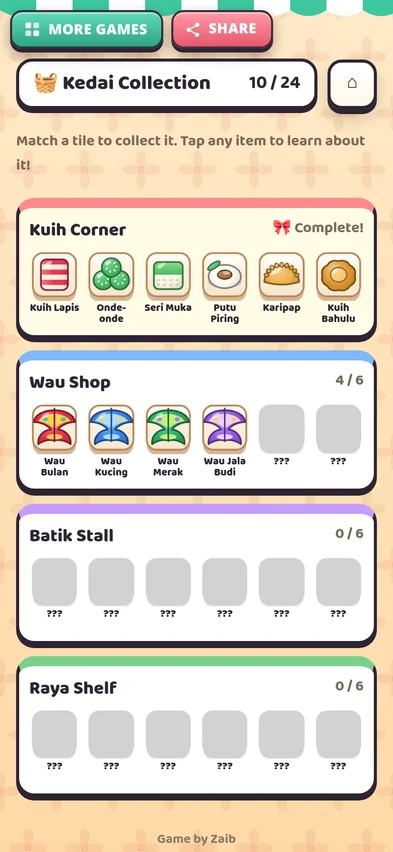 MORE GAMES
SHARE
Kedai Collection 10 / 24
Match a tile to collect it. Tap any item to learn about
it!
Kuih Corner Complete!
Kuih Lapis
Onde-
onde
Seri Muka
Putu
Piring
Karipap
Kuih
Bahulu
Wau Shop 4 / 6
Wau
Bulan
Wau
Kucing
Wau
Merak
Wau Jala
Budi
???
???
Batik Stall 0 / 6
??? ??? ??? ??? ??? ???
Raya Shelf 0 / 6
??? ??? ??? ??? ??? ???
Game by Zaib